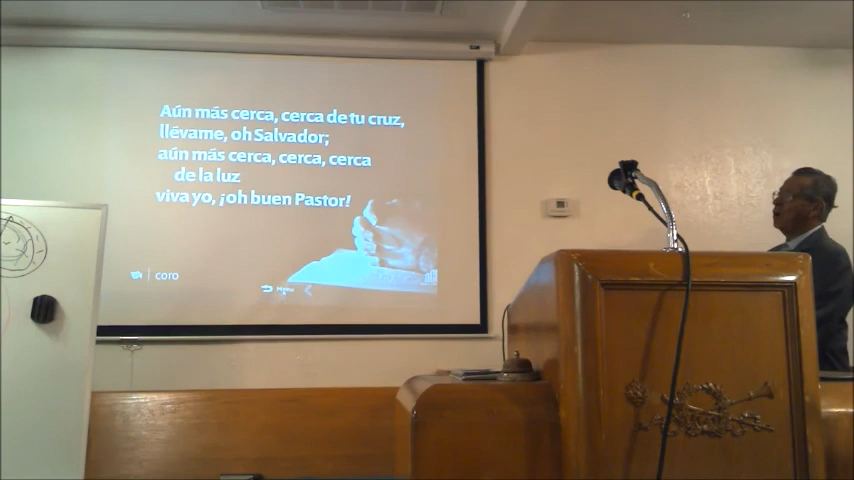 Aún más cerca, cerca de tu cruz,
llévame, oh Salvador;
aún más cerca, cerca, cerca
de la luz
viva yo, ¡oh buen Pastor!
coro